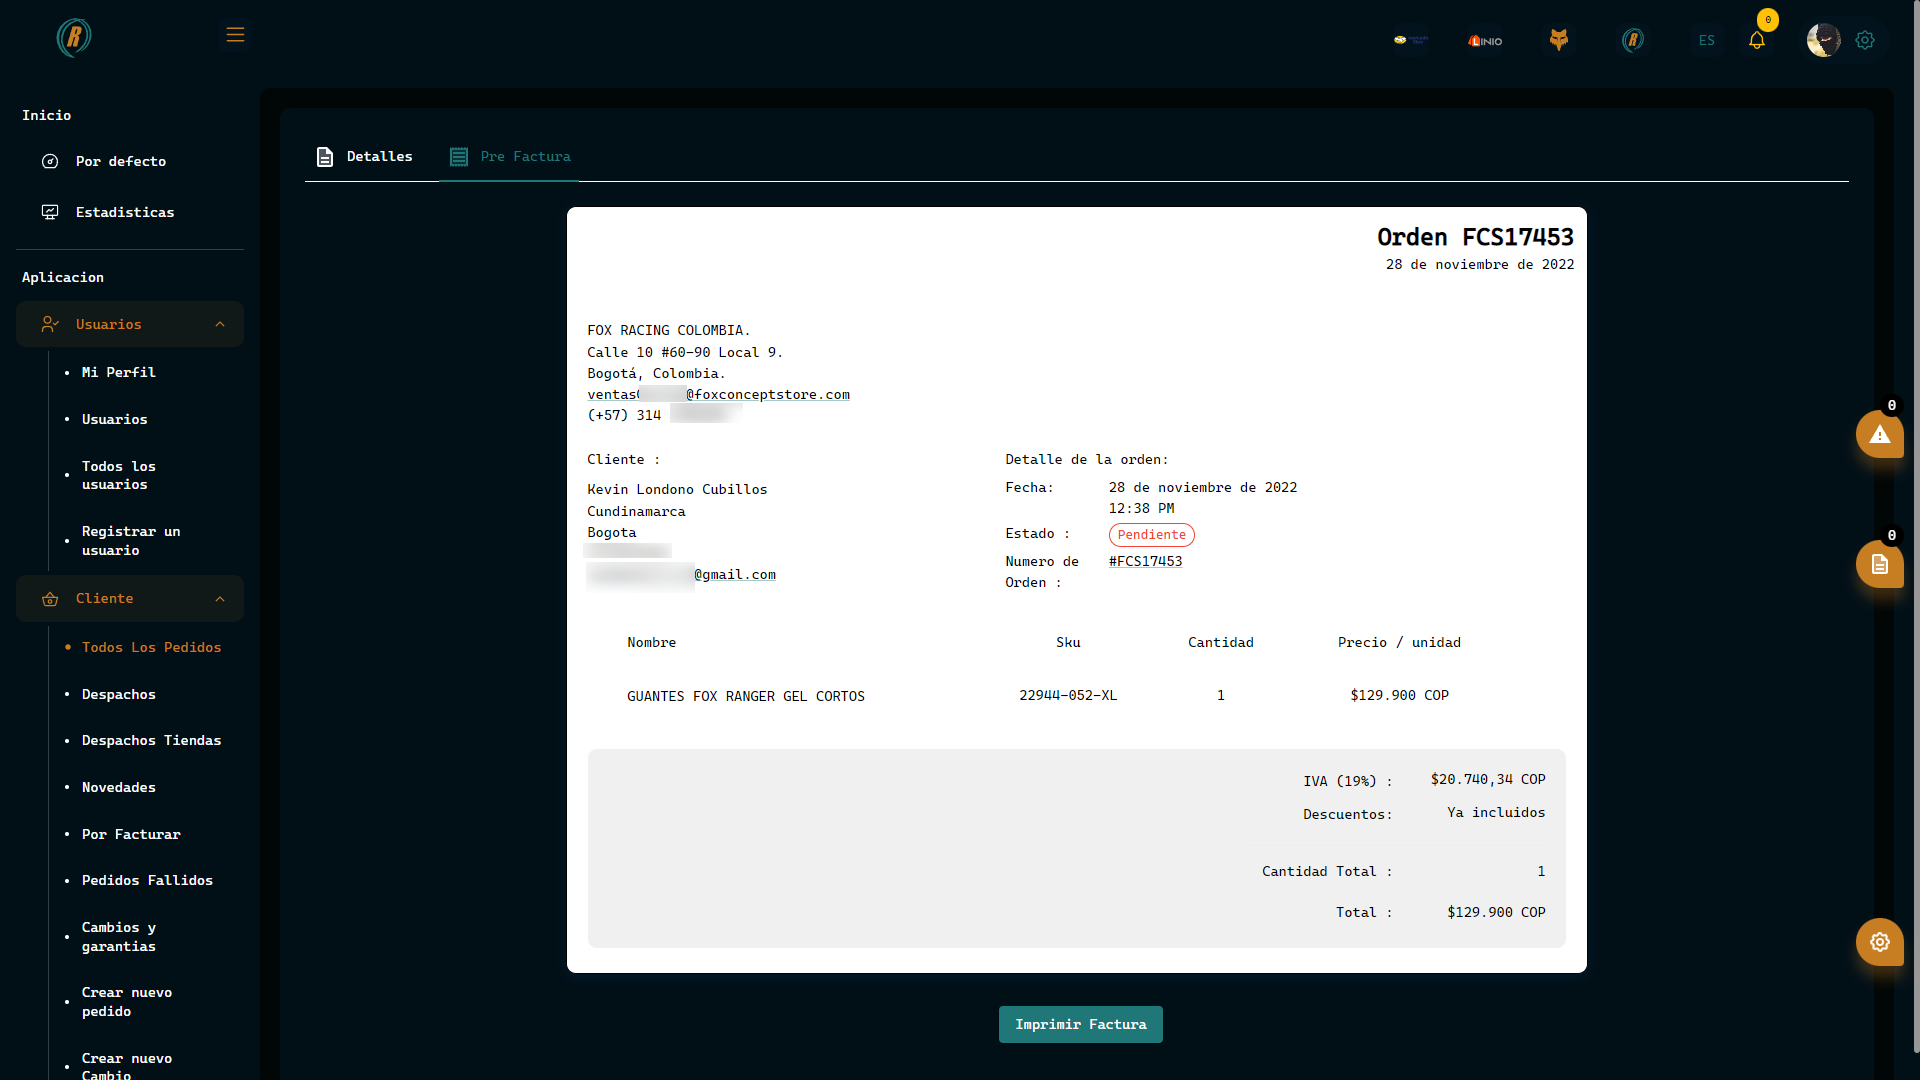 R
LINIO
R
ES
0
Inicio
Por defecto
Estadisticas
Aplicacion
Usuarios
Mi Perfil
Usuarios
Todos los
usuarios
Registrar un
usuario
Cliente
Todos Los Pedidos
Despachos
Despachos Tiendas
Novedades
Por Facturar
Pedidos Fallidos
Cambios y
garantias
Crear nuevo
pedido
Crear nuevo
Cambio
Detalles
Pre Factura
Orden FCS17453
28 de noviembre de 2022
FOX RACING COLOMBIA.
Calle 10 #60-90 Local 9.
Bogotá, Colombia.
ventas @foxconceptstore.com
(+57) 314
Cliente :
Kevin Londono Cubillos
Cundinamarca
Bogota
@gmail.com
Detalle de la orden:
Fecha: 28 de noviembre de 2022
12:38 PM
Estado : Pendiente
Numero de #FCS17453
Orden :
Nombre Sku Cantidad Precio / unidad
GUANTES FOX RANGER GEL CORTOS 22944-052-XL 1 $129.900 COP
IVA (19%) : $20.740,34 COP
Descuentos: Ya incluidos
Cantidad Total : 1
Total : $129.900 COP
Imprimir Factura
0
0